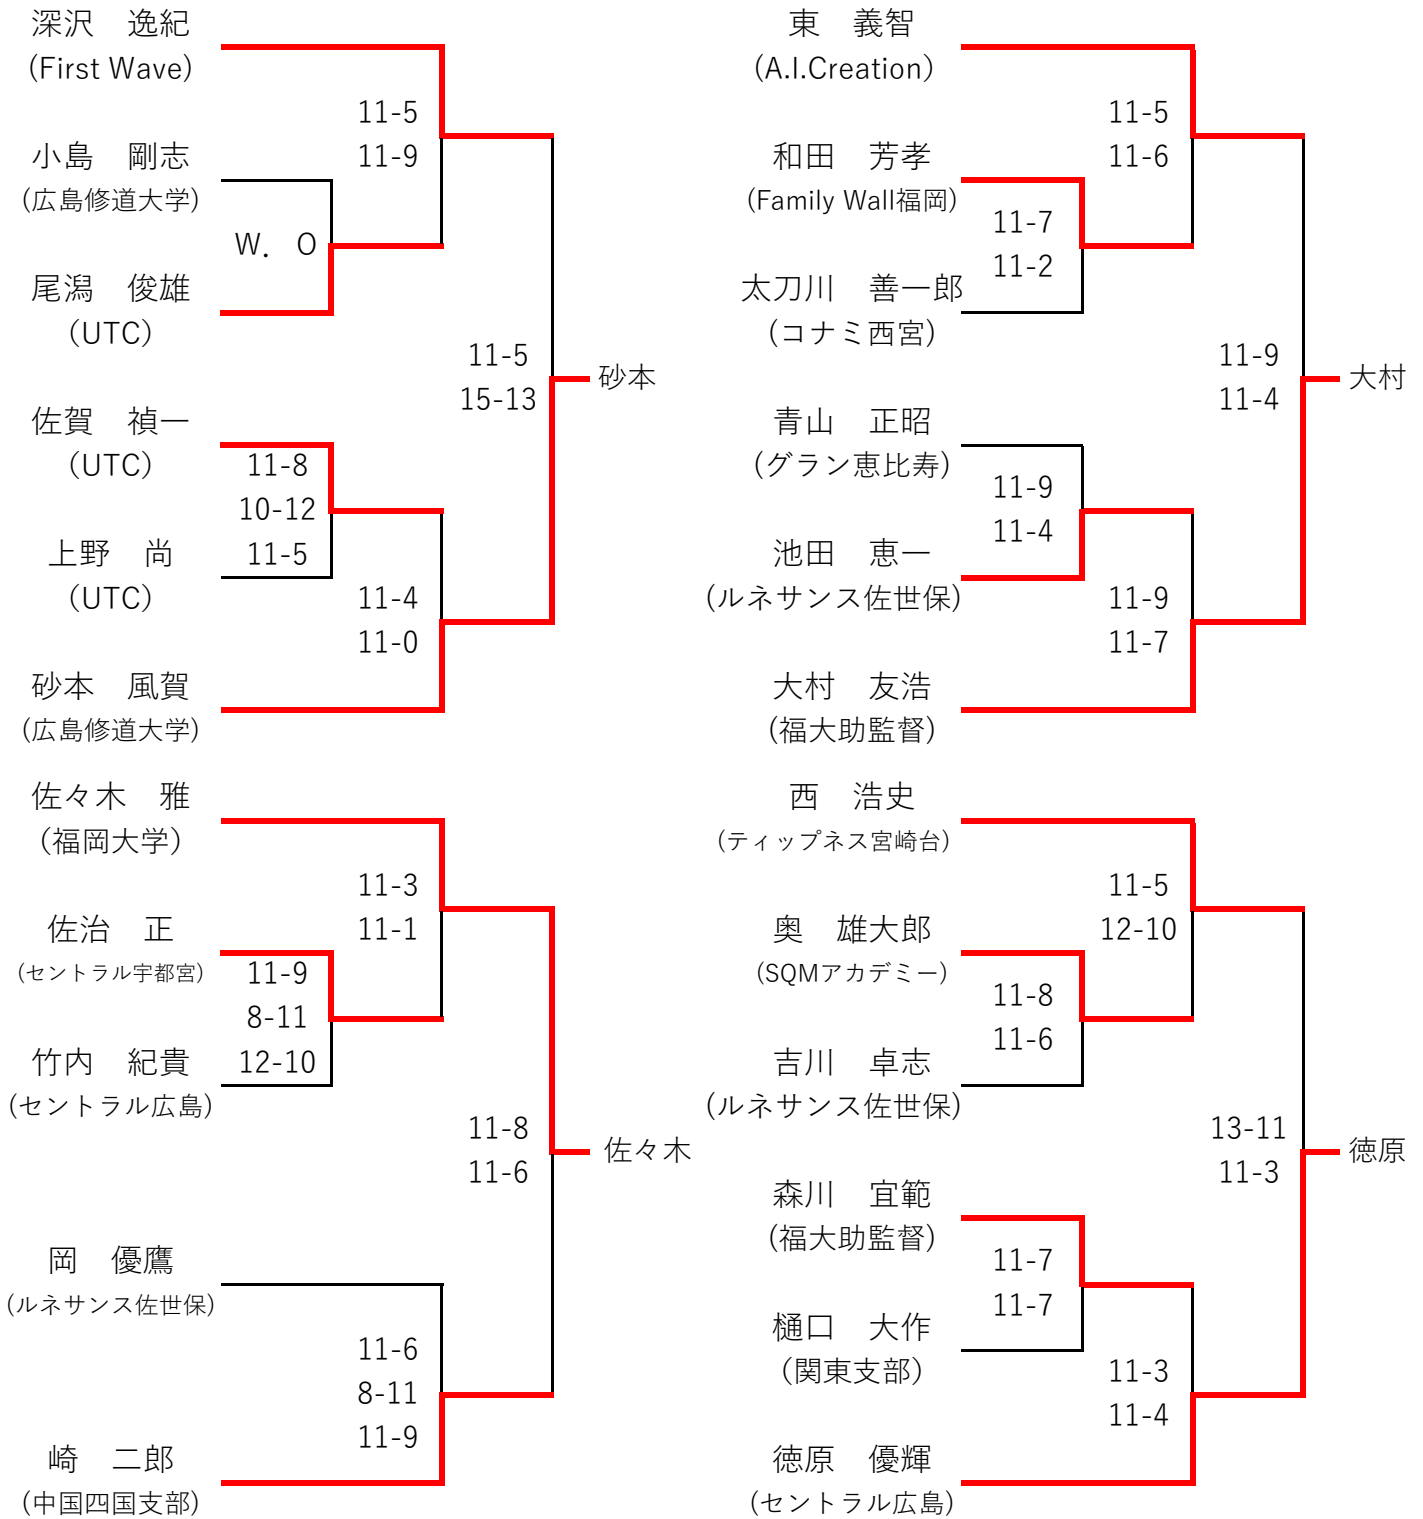 深沢　逸紀
(First Wave)
11-5
11-9
小島　剛志
(広島修道大学)
W.　O
尾潟　俊雄
(UTC)
11-5
15-13
砂本
佐賀　禎一
(UTC)
11-8
10-12
11-5
上野　尚
(UTC)
11-4
11-0
砂本　風賀
(広島修道大学)
東　義智
(A.I.Creation)
11-5
11-6
和田　芳孝
(Family Wall福岡)
11-7
11-2
太刀川　善一郎
(コナミ西宮)
11-9
11-4
大村
青山　正昭
(グラン恵比寿)
11-9
11-4
池田　恵一
(ルネサンス佐世保)
11-9
11-7
大村　友浩
(福大助監督)
佐々木　雅
(福岡大学)
11-3
11-1
佐治　正
(セントラル宇都宮)
11-9
8-11
12-10
竹内　紀貴
(セントラル広島)
11-8
11-6
佐々木
岡　優鷹
(ルネサンス佐世保)
11-6
8-11
11-9
崎　二郎
(中国四国支部)
西　浩史
(ティップネス宮崎台)
11-5
12-10
奥　雄大郎
(SQMアカデミー)
11-8
11-6
吉川　卓志
(ルネサンス佐世保)
13-11
11-3
徳原
森川　宜範
(福大助監督)
11-7
11-7
樋口　大作
(関東支部)
11-3
11-4
徳原　優輝
(セントラル広島)